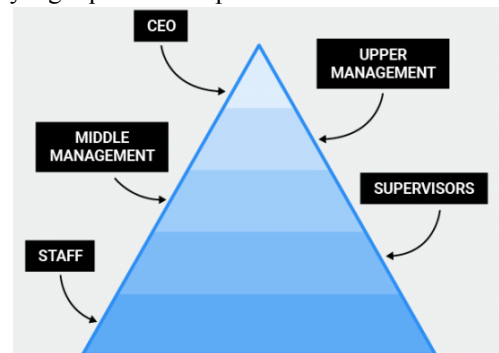 CEO
UPPER
MANAGEMENT
MIDDLE
MANAGEMENT
SUPERVISORS
STAFF